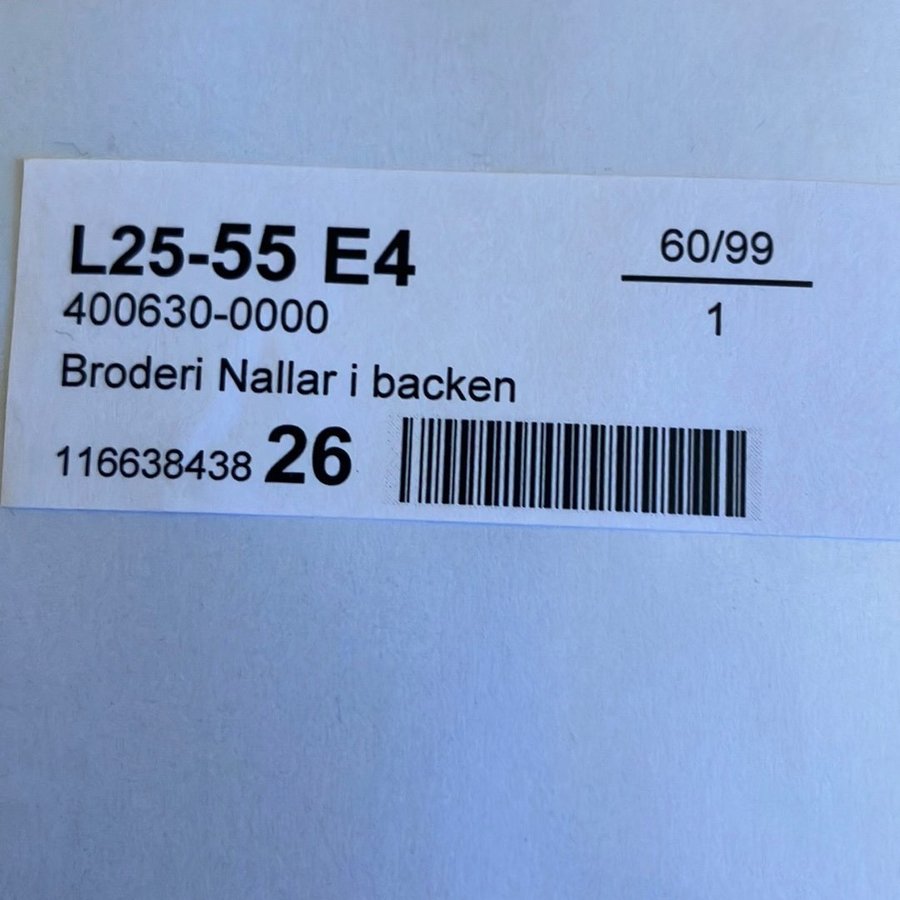 L25-55 E4
60/99
1
400630-0000
Broderi Nallar i backen
116638438 26